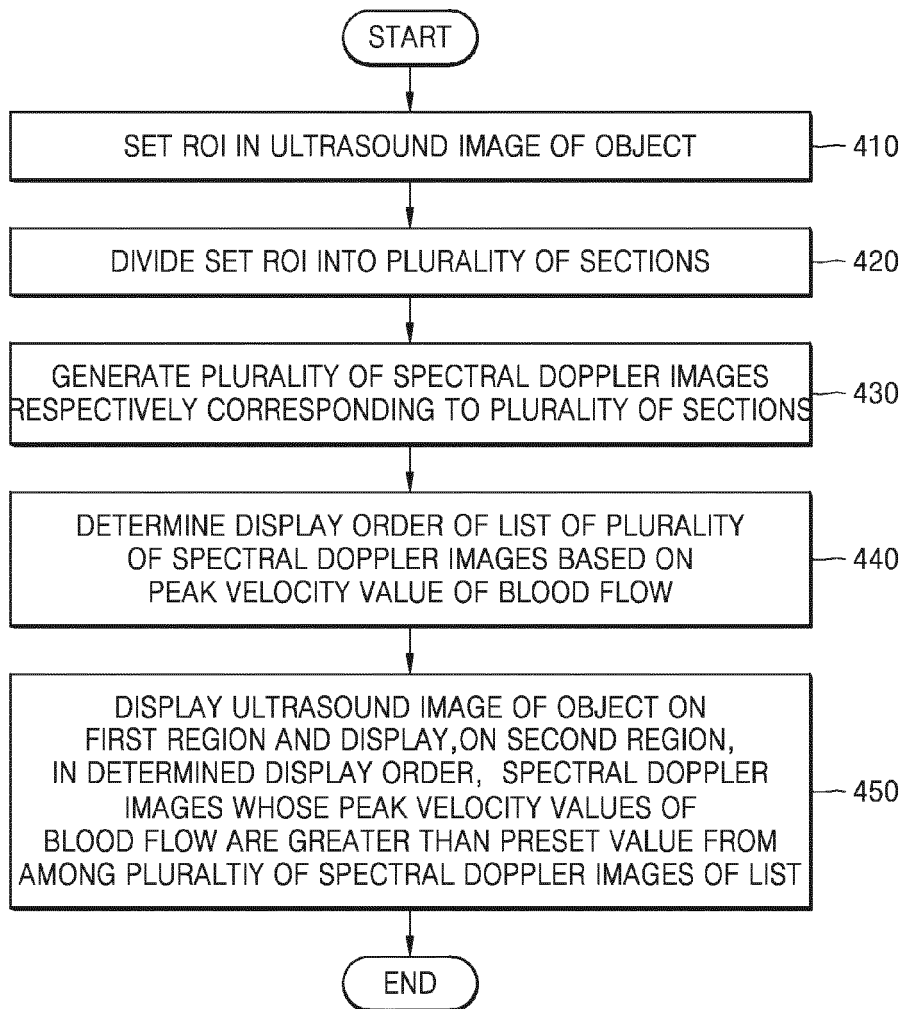 START
SET ROI IN ULTRASOUND IMAGE OF OBJECT
410
DIVIDE SET ROI INTO PLURALITY OF SECTIONS
420
GENERATE PLURALITY OF SPECTRAL DOPPLER IMAGES
RESPECTIVELY CORRESPONDING TO PLURALITY OF SECTIONS
430
DETERMINE DISPLAY ORDER OF LIST OF PLURALITY
OF SPECTRAL DOPPLER IMAGES BASED ON
PEAK VELOCITY VALUE OF BLOOD FLOW
440
DISPLAY ULTRASOUND IMAGE OF OBJECT ON
FIRST REGION AND DISPLAY,ON SECOND REGION,
IN DETERMINED DISPLAY ORDER, SPECTRAL DOPPLER
IMAGES WHOSE PEAK VELOCITY VALUES OF
BLOOD FLOW ARE GREATER THAN PRESET VALUE FROM
AMONG PLURALTIY OF SPECTRAL DOPPLER IMAGES OF LIST
450
END